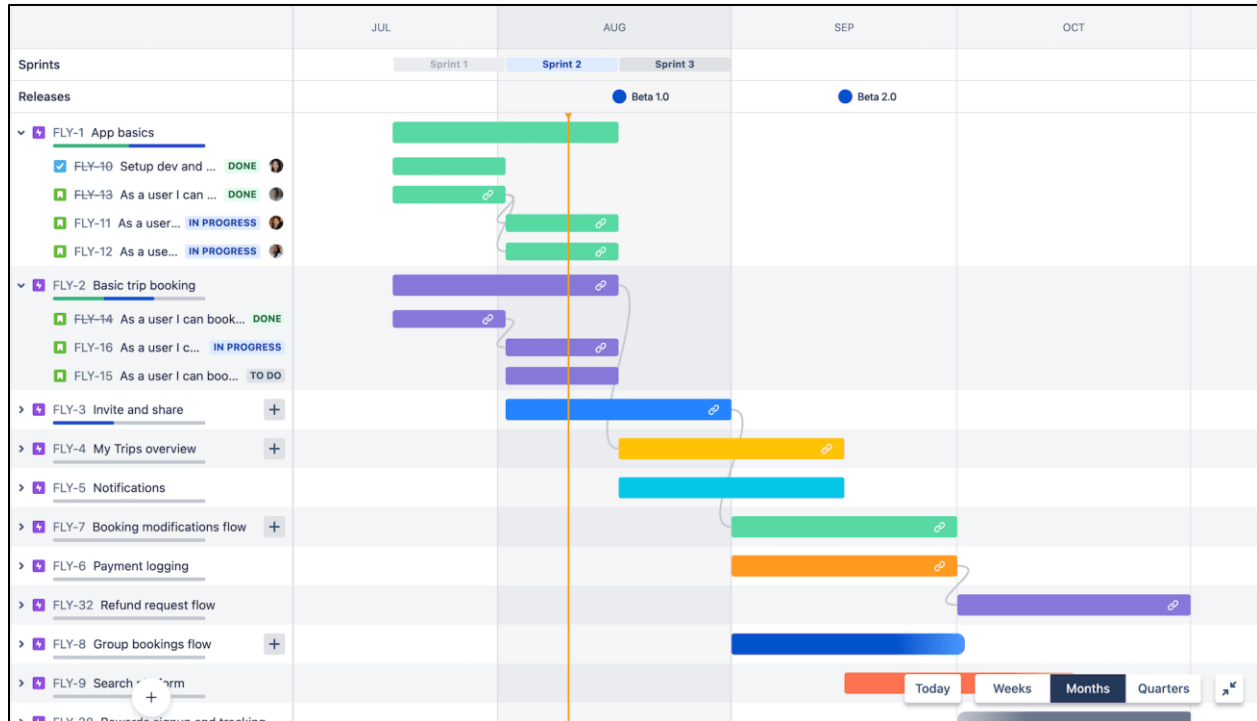 JUL AUG SEP OCT
Sprints Sprint 1 Sprint 2 Sprint 3
Releases Beta 1.0 Beta 2.0
FLY-1 App basics
FLY-10 Setup dev and ... DONE
FLY-13 As a user I can ... DONE
FLY-11 As a user... IN PROGRESS
FLY-12 As a use... IN PROGRESS
FLY-2 Basic trip booking
FLY-14 As a user I can book... DONE
FLY-16 As a user I c... IN PROGRESS
FLY-15 As a user I can boo... TO DO
FLY-3 Invite and share
FLY-4 My Trips overview
FLY-5 Notifications
FLY-7 Booking modifications flow
FLY-6 Payment logging
FLY-32 Refund request flow
FLY-8 Group bookings flow
FLY-9 Search
Today Weeks Months Quarters